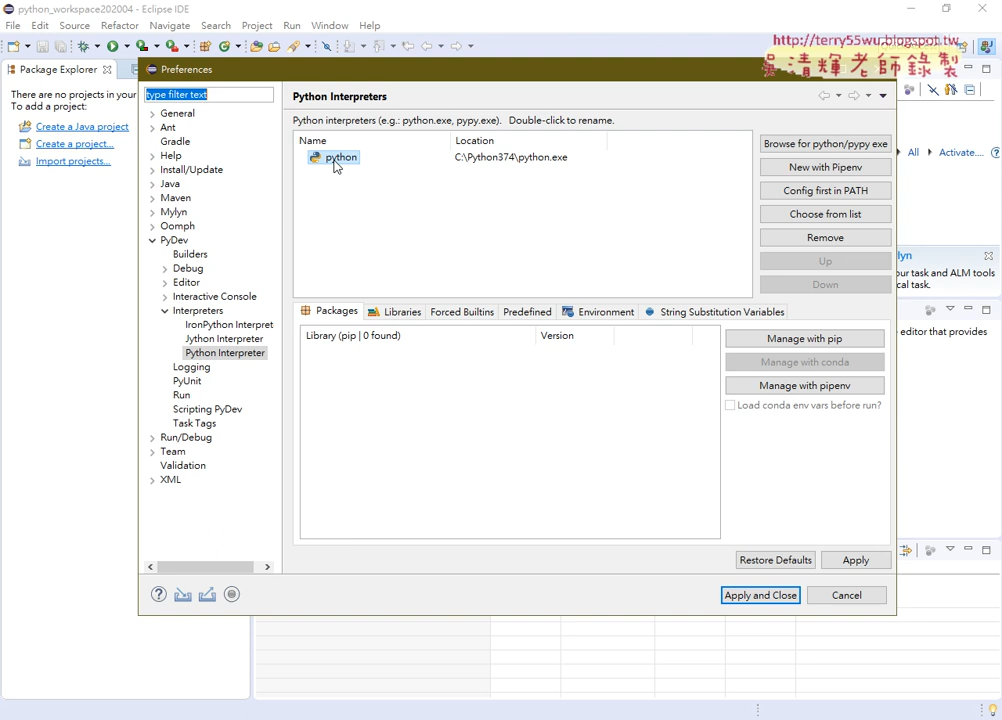 python_workspace202004 - Eclipse IDE
File Edit Source Refactor Navigate Search Project Run Window Help
http://terry55wu.blogspot.tw
吳清輝老師錄製
Package Explorer
There are no projects in your
To add a project:
Create a Java project
Create a project...
Import projects...
Preferences
type filter text
General
Ant
Gradle
Help
Install/Update
Java
Maven
Mylyn
Oomph
PyDev
Builders
Debug
Editor
Interactive Console
Interpreters
IronPython Interpret
Jython Interpreter
Python Interpreter
Logging
PyUnit
Run
Scripting PyDev
Task Tags
Run/Debug
Team
Validation
XML
Python Interpreters
Python interpreters (e.g.: python.exe, pypy.exe). Double-click to rename.
Name Location
python C:\Python374\python.exe
Browse for python/pypy exe
New with Pipenv
Config first in PATH
Choose from list
Remove
Up
Down
Packages Libraries Forced Builtins Predefined Environment String Substitution Variables
Library (pip | 0 found) Version
Manage with pip
Manage with conda
Manage with pipenv
Load conda env vars before run?
Restore Defaults Apply
Apply and Close Cancel
All Activate....
lyn
our task and ALM tools
cal task.
editor that provides